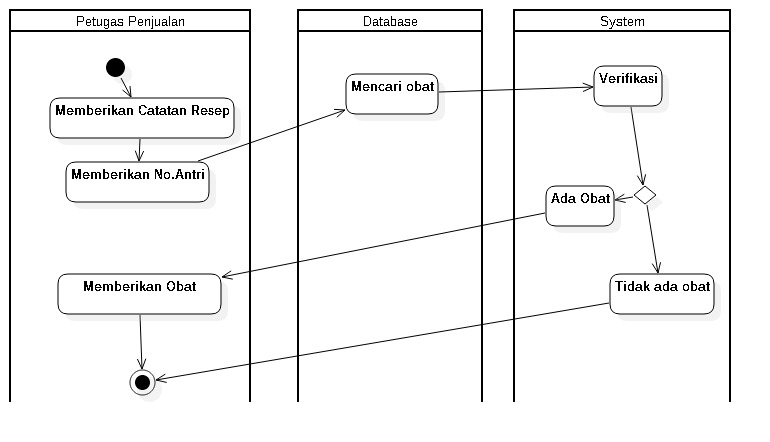 Petugas Penjualan
Database
System
Memberikan Catatan Resep
Mencari obat
Verifikasi
Memberikan No.Antri
Ada Obat
Memberikan Obat
Tidak ada obat